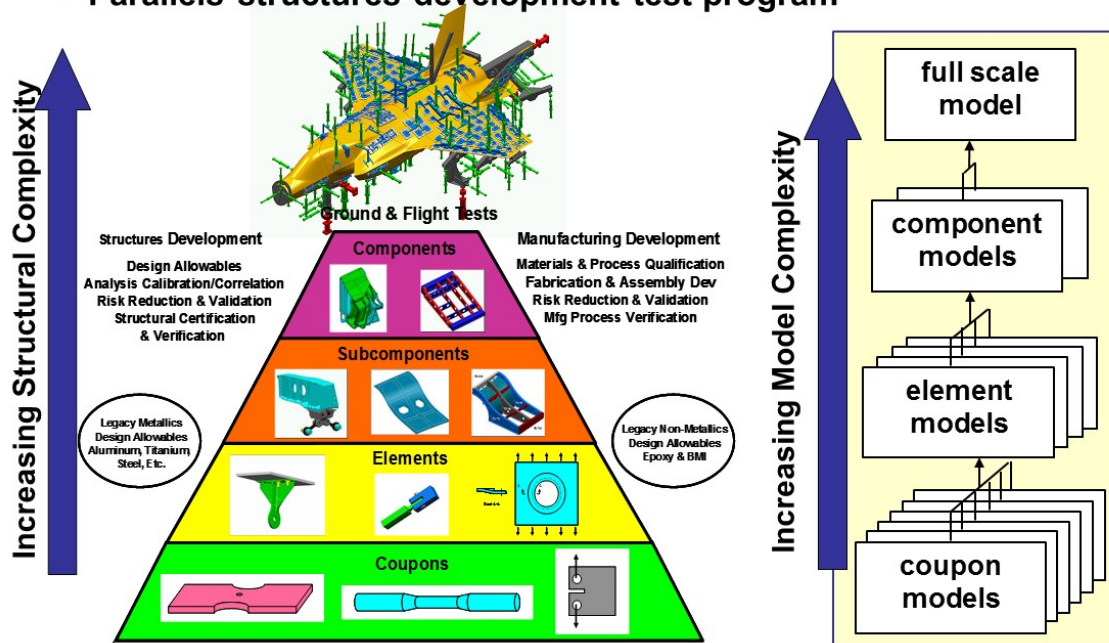 Parallels structures development test program
Increasing Structural Complexity
Ground & Flight Tests
Structures Development
Design Allowables
Analysis Calibration/Correlation
Risk Reduction & Validation
Structural Certification
& Verification
Manufacturing Development
Materials & Process Qualification
Fabrication & Assembly Dev
Risk Reduction & Validation
Mfg Process Verification
Components
Subcomponents
Legacy Metallics
Design Allowables
Aluminum, Titanium,
Steel, Etc.
Legacy Non-Metallics
Design Allowables
Epoxy & BMI
Elements
Coupons
Increasing Model Complexity
full scale
model
component
models
element
models
coupon
models